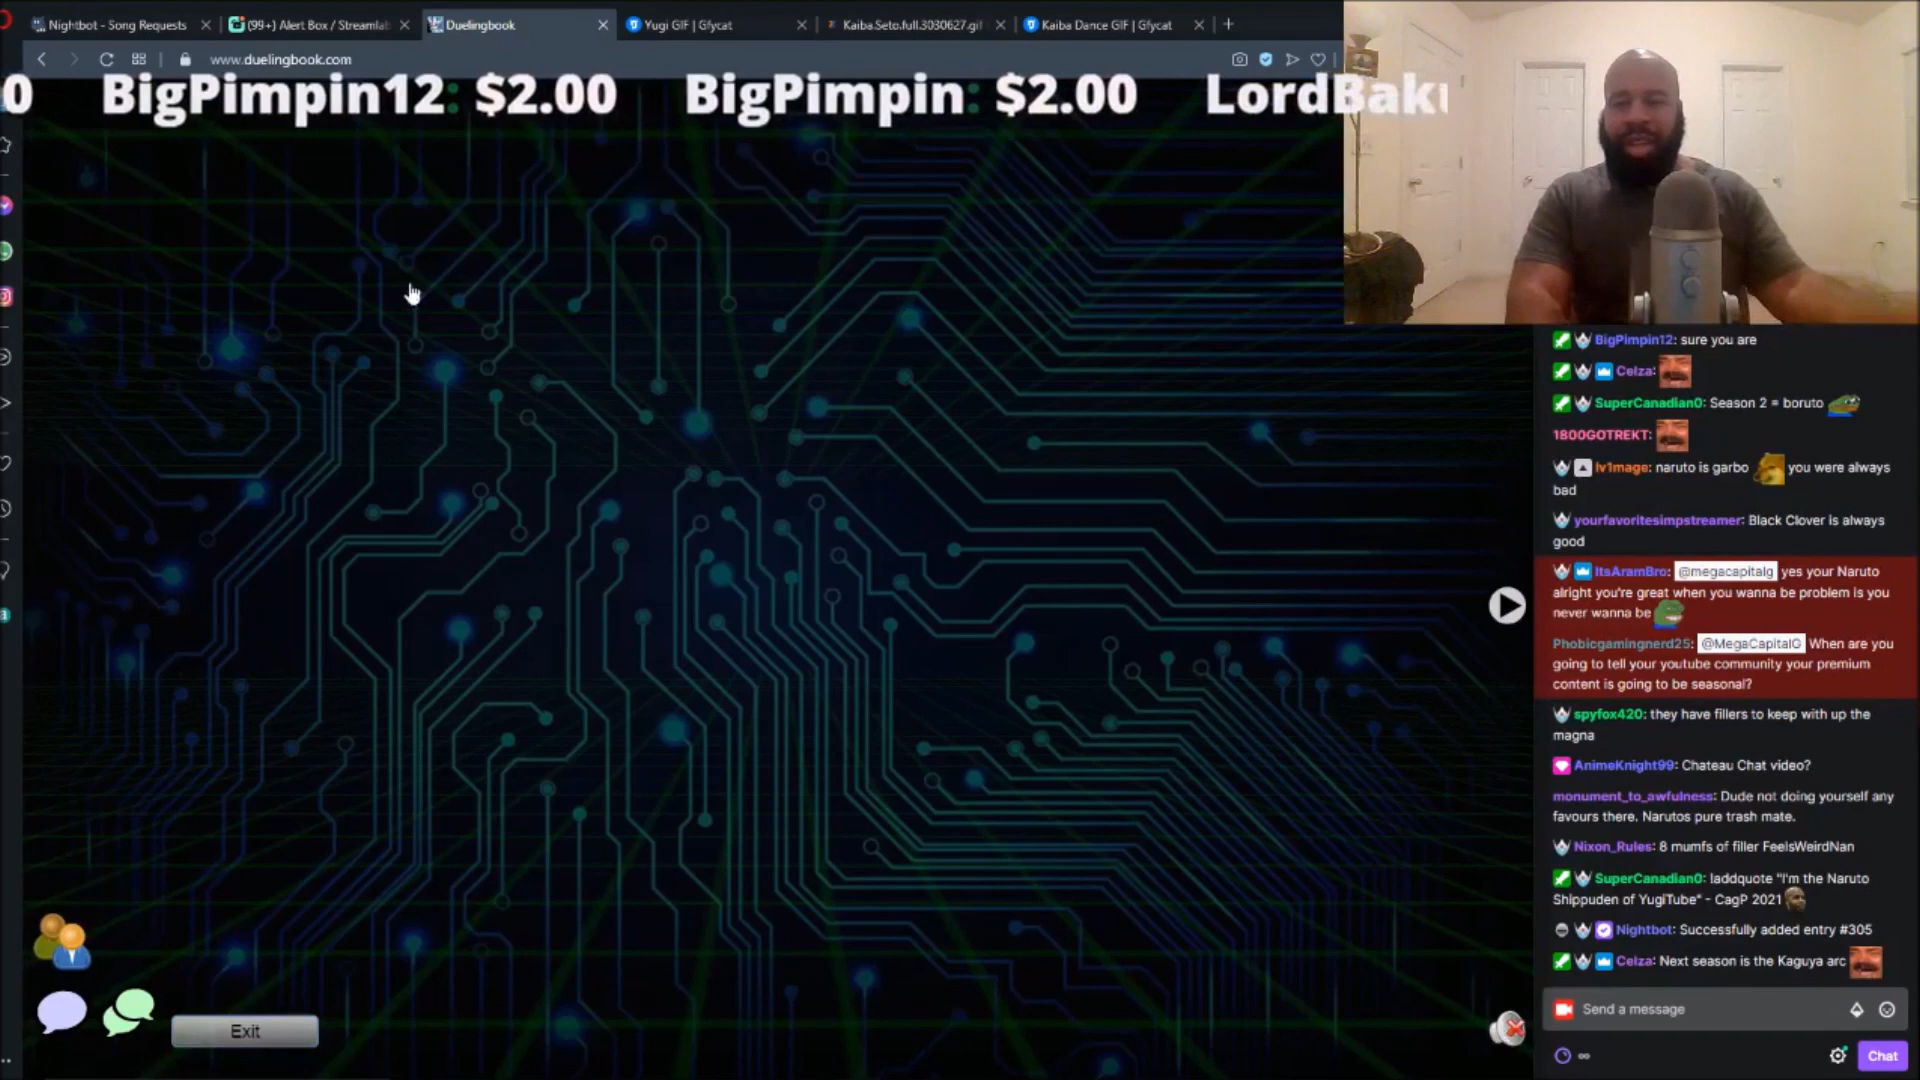 Nightbot - Song Requests
(99+) Alert Box / Streamlab
Duelingbook
Yugi GIF | Gfycat
Kaiba.Seto.full.3030627.gif
Kaiba Dance GIF | Gfycat
www.duelingbook.com
0 BigPimpin12: $2.00 BigPimpin: $2.00 LordBaku
BigPimpin12: sure you are
Celza:
SuperCanadian0: Season 2 = boruto
1800GOTREKT:
lv1mage: naruto is garbo you were always
bad
yourfavoritesimpstreamer: Black Clover is always
good
ItsAramBro: @megacapitalg yes your Naruto
alright you're great when you wanna be problem is you
never wanna be
Phobicgamingnerd25: @MegaCapitalG When are you
going to tell your youtube community your premium
content is going to be seasonal?
spyfox420: they have fillers to keep with up the
magna
AnimeKnight99: Chateau Chat video?
monument_to_awfulness: Dude not doing yourself any
favours there. Narutos pure trash mate.
Nixon_Rules: 8 mumfs of filler FeelsWeirdNan
SuperCanadian0: !addquote "I'm the Naruto
Shippuden of YugiTube" - CagP 2021
Nightbot: Successfully added entry #305
Celza: Next season is the Kaguya arc
Send a message
Chat
Exit